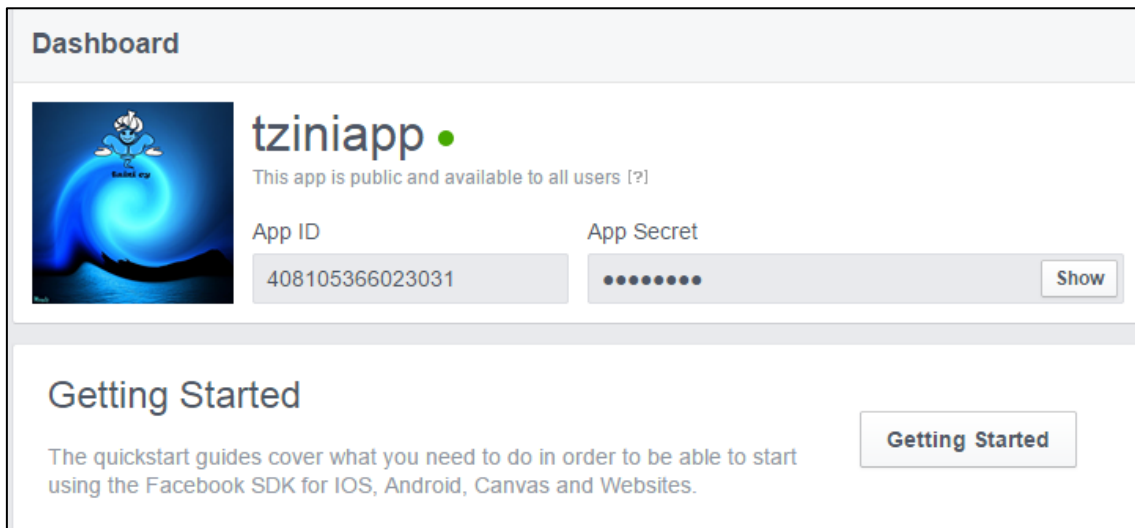 Dashboard
tziniapp
This app is public and available to all users [?]
App ID
App Secret
408105366023031
Show
Getting Started
Getting Started
The quickstart guides cover what you need to do in order to be able to start
using the Facebook SDK for IOS, Android, Canvas and Websites.